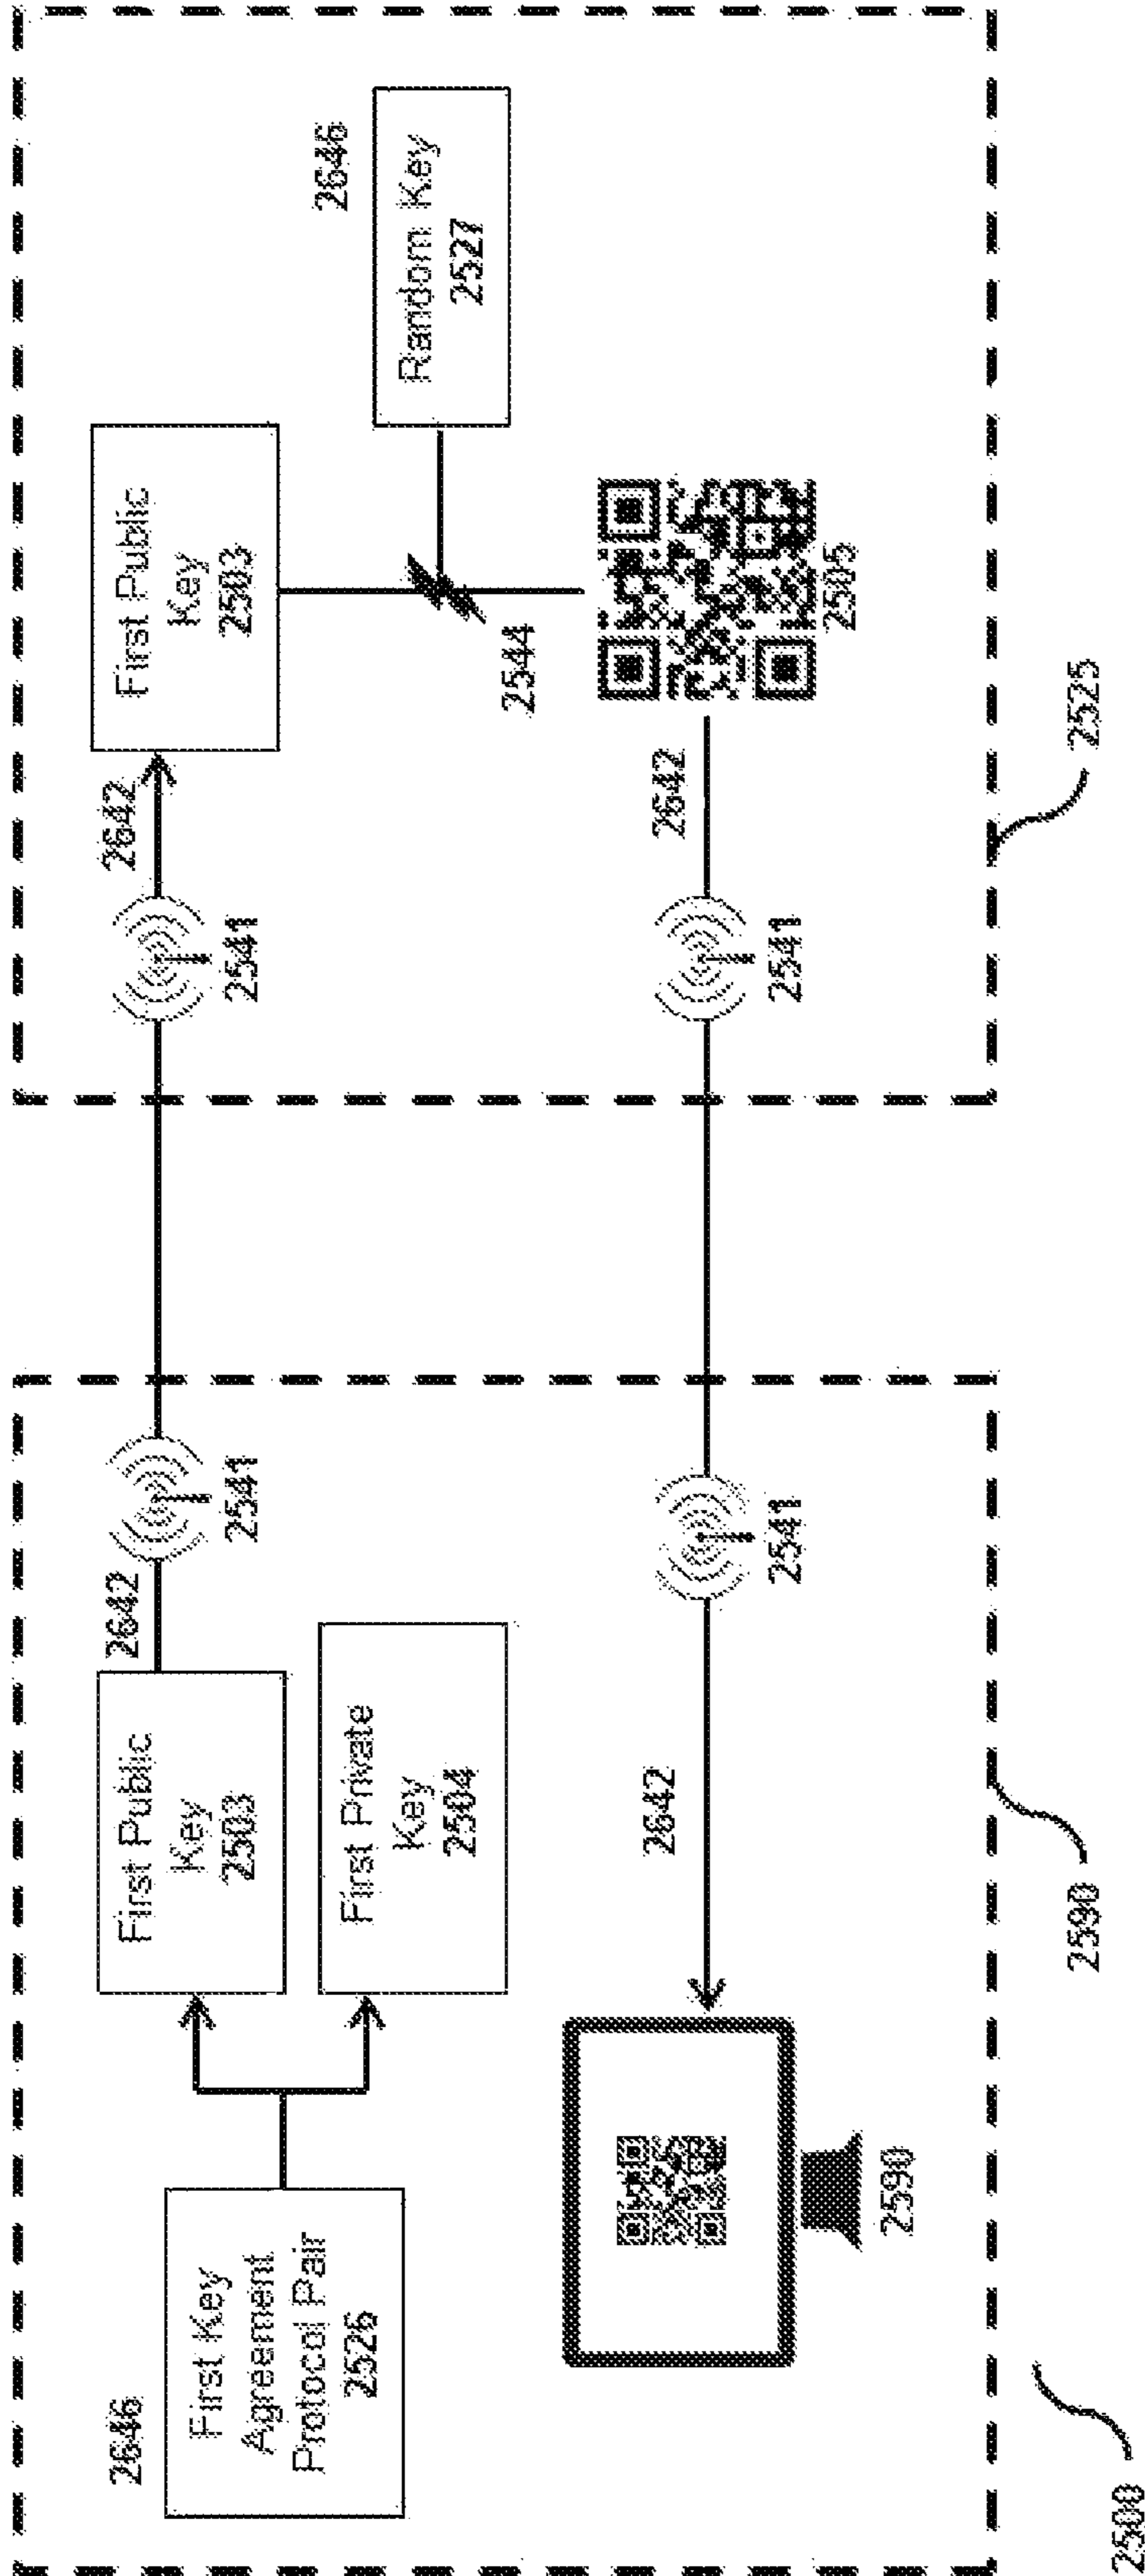 2646
First Key
Agreement
Protocol Pair
2526
First Public
Key
2503
First Private
Key
2504
2642
2541
2642
2541
First Public
Key
2503
2646
Random Key
2527
2544
2505
2590
2642
2541
2541
2642
2500
2590
2525